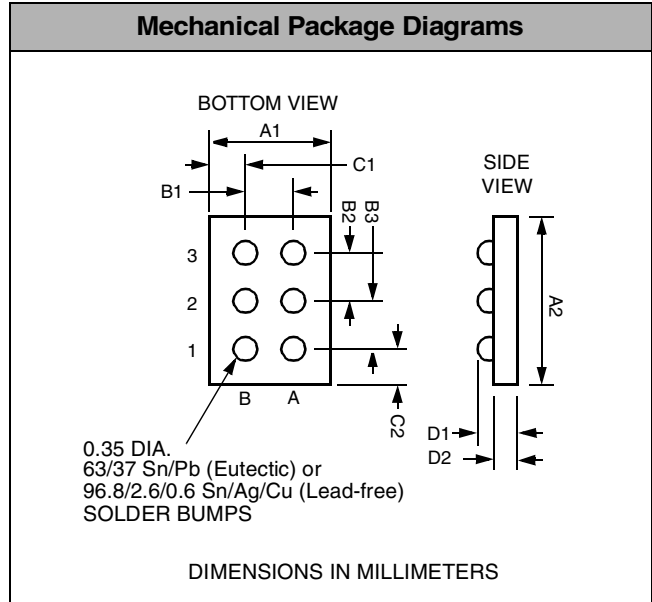 Mechanical Package Diagrams
BOTTOM VIEW
A1
C1
SIDE
VIEW
B1
B2
B3
3
2
1
A2
B A
C2
D1
D2
0.35 DIA.
63/37 Sn/Pb (Eutectic) or
96.8/2.6/0.6 Sn/Ag/Cu (Lead-free)
SOLDER BUMPS
DIMENSIONS IN MILLIMETERS